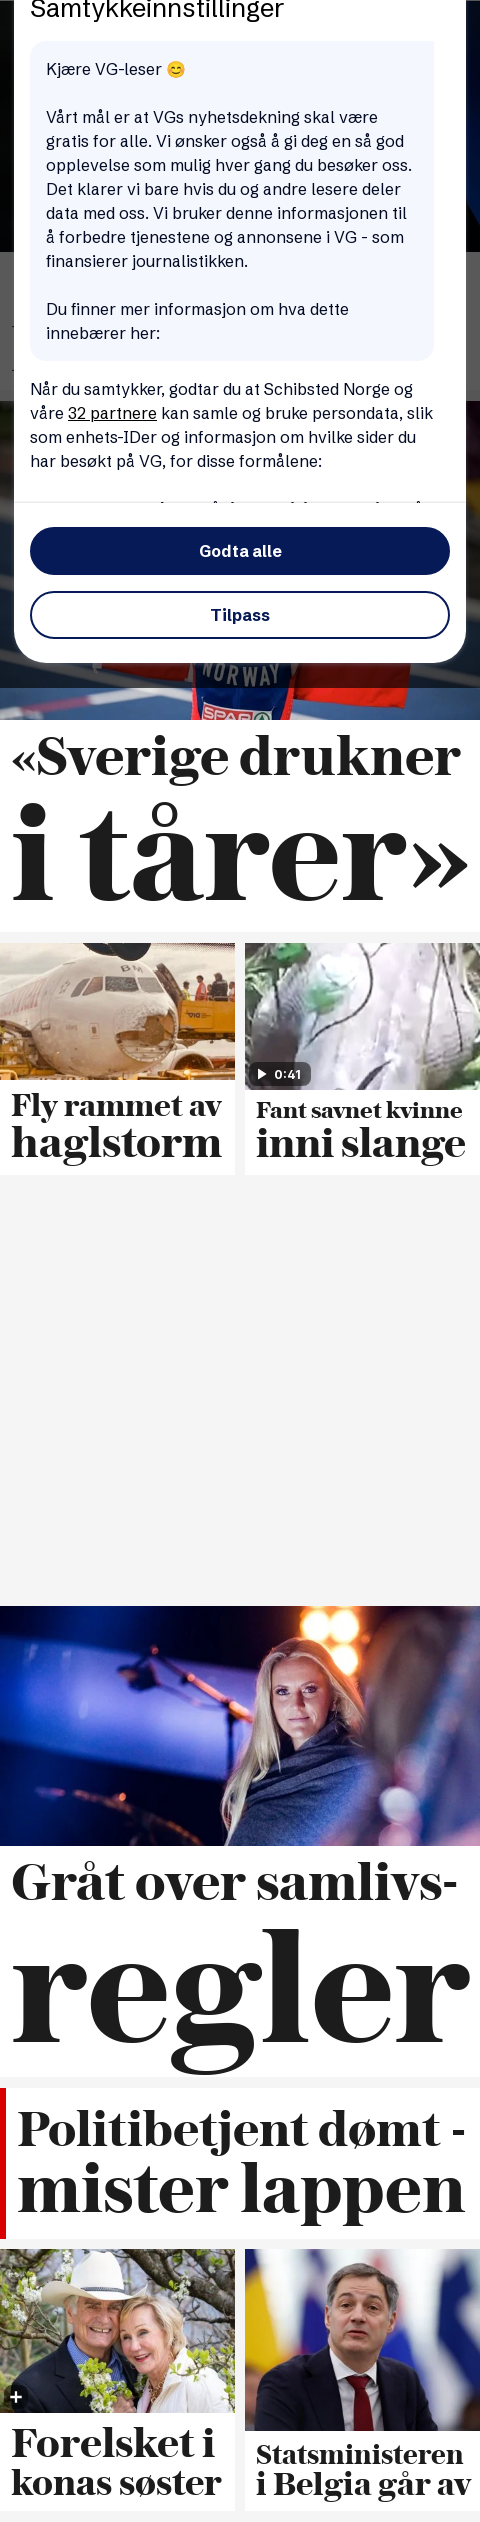 Samtykkeinnstillinger
Kjære VG-leser 😊
Vårt mål er at VGs nyhetsdekning skal være
gratis for alle. Vi ønsker også å gi deg en så god
opplevelse som mulig hver gang du besøker oss.
Det klarer vi bare hvis du og andre lesere deler
data med oss. Vi bruker denne informasjonen til
å forbedre tjenestene og annonsene i VG - som
finansierer journalistikken.
Du finner mer informasjon om hva dette
innebærer her:
Når du samtykker, godtar du at Schibsted Norge og
våre 32 partnere kan samle og bruke persondata, slik
som enhets-IDer og informasjon om hvilke sider du
har besøkt på VG, for disse formålene:
Godta alle
Tilpass
NORWAY
SPAR
«Sverige drukner
i tårer»
BM
0:41
Fly rammet av
haglstorm
Fant savnet kvinne
inni slange
Gråt over samlivs-
regler
Politibetjent dømt -
mister lappen
Forelsket i
konas søster
Statsministeren
i Belgia går av